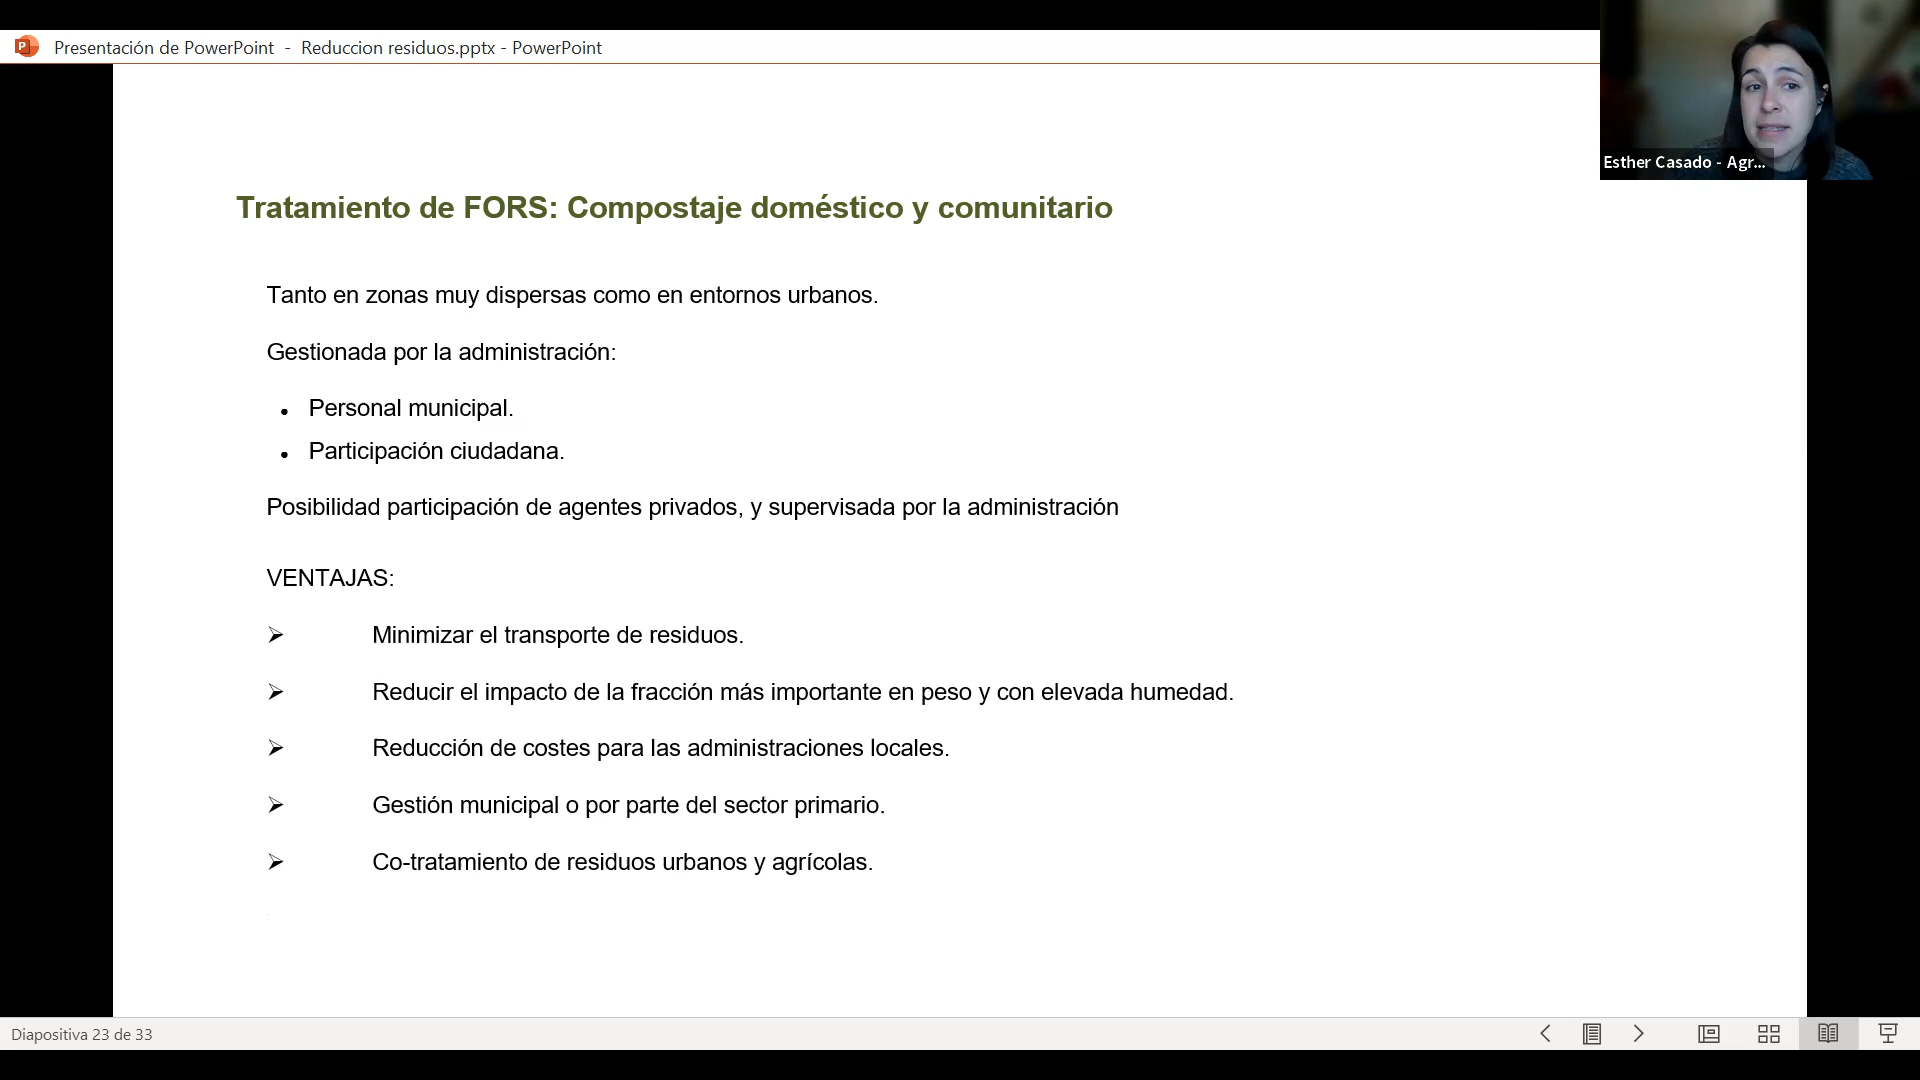 Presentación de PowerPoint - Reduccion residuos.pptx - PowerPoint
Esther Casado - Agr...
Tratamiento de FORS: Compostaje doméstico y comunitario
Tanto en zonas muy dispersas como en entornos urbanos.
Gestionada por la administración:
• Personal municipal.
• Participación ciudadana.
Posibilidad participación de agentes privados, y supervisada por la administración
VENTAJAS:
➢ Minimizar el transporte de residuos.
➢ Reducir el impacto de la fracción más importante en peso y con elevada humedad.
➢ Reducción de costes para las administraciones locales.
➢ Gestión municipal o por parte del sector primario.
➢ Co-tratamiento de residuos urbanos y agrícolas.
Diapositiva 23 de 33